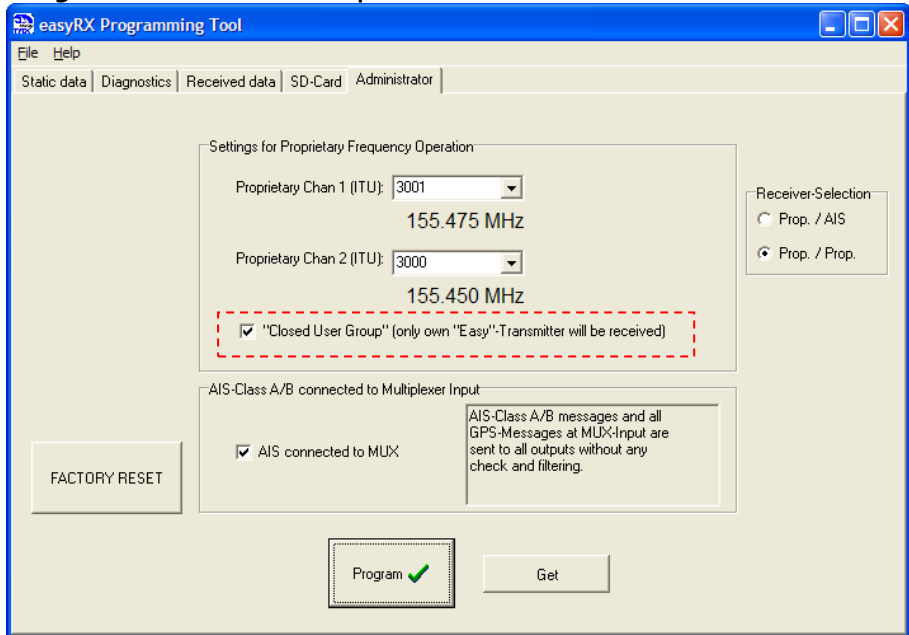 easyRX Programming Tool
File Help
Static data Diagnostics Received data SD-Card Administrator
Settings for Proprietary Frequency Operation
Proprietary Chan 1 (ITU): 3001
155.475 MHz
Proprietary Chan 2 (ITU): 3000
155.450 MHz
"Closed User Group" (only own "Easy"-Transmitter will be received)
Receiver-Selection
Prop. / AIS
Prop. / Prop.
AIS-Class A/B connected to Multiplexer Input
AIS connected to MUX
AIS-Class A/B messages and all
GPS-Messages at MUX-Input are
sent to all outputs without any
check and filtering.
FACTORY RESET
Program
Get